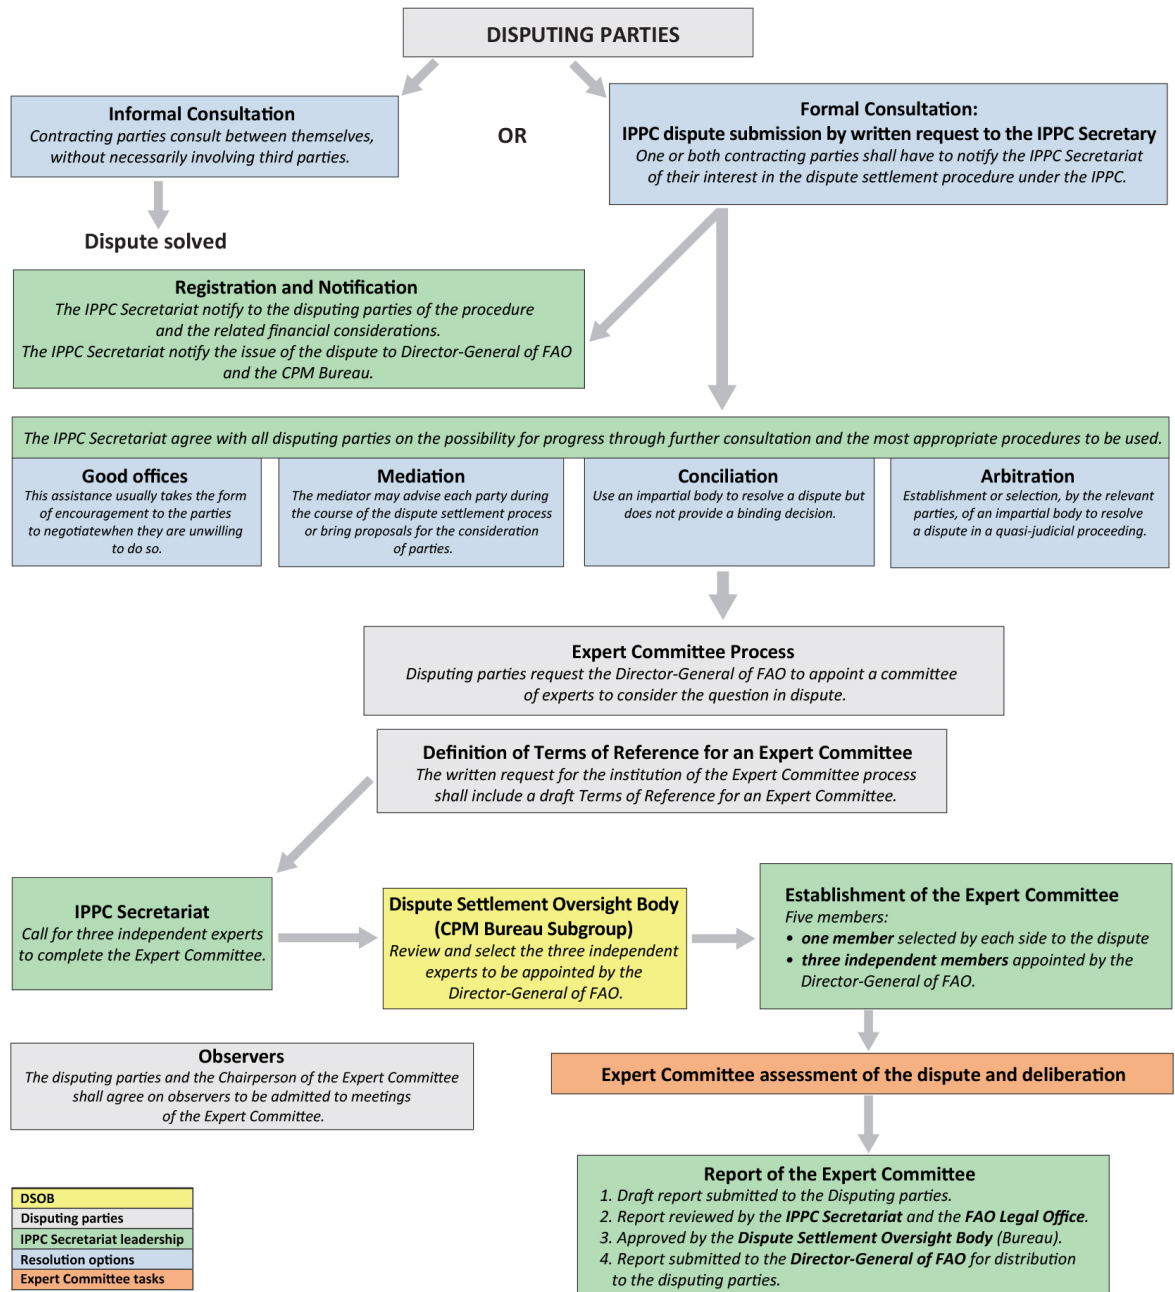 DISPUTING PARTIES
Informal Consultation
Contracting parties consult between themselves,
without necessarily involving third parties.
OR
Formal Consultation:
IPPC dispute submission by written request to the IPPC Secretary
One or both contracting parties shall have to notify the IPPC Secretariat
of their interest in the dispute settlement procedure under the IPPC.
Dispute solved
Registration and Notification
The IPPC Secretariat notify to the disputing parties of the procedure
and the related financial considerations.
The IPPC Secretariat notify the issue of the dispute to Director-General of FAO
and the CPM Bureau.
The IPPC Secretariat agree with all disputing parties on the possibility for progress through further consultation and the most appropriate procedures to be used.
Good offices
This assistance usually takes the form
of encouragement to the parties
to negotiatewhen they are unwilling
to do so.
Mediation
The mediator may advise each party during
the course of the dispute settlement process
or bring proposals for the consideration
of parties.
Conciliation
Use an impartial body to resolve a dispute but
does not provide a binding decision.
Arbitration
Establishment or selection, by the relevant
parties, of an impartial body to resolve
a dispute in a quasi-judicial proceeding.
Expert Committee Process
Disputing parties request the Director-General of FAO to appoint a committee
of experts to consider the question in dispute.
Definition of Terms of Reference for an Expert Committee
The written request for the institution of the Expert Committee process
shall include a draft Terms of Reference for an Expert Committee.
IPPC Secretariat
Call for three independent experts
to complete the Expert Committee.
Dispute Settlement Oversight Body
(CPM Bureau Subgroup)
Review and select the three independent
experts to be appointed by the
Director-General of FAO.
Establishment of the Expert Committee
Five members:
• one member selected by each side to the dispute
• three independent members appointed by the
Director-General of FAO.
Observers
The disputing parties and the Chairperson of the Expert Committee
shall agree on observers to be admitted to meetings
of the Expert Committee.
Expert Committee assessment of the dispute and deliberation
Report of the Expert Committee
1. Draft report submitted to the Disputing parties.
2. Report reviewed by the IPPC Secretariat and the FAO Legal Office.
3. Approved by the Dispute Settlement Oversight Body (Bureau).
4. Report submitted to the Director-General of FAO for distribution
to the disputing parties.
DSOB
Disputing parties
IPPC Secretariat leadership
Resolution options
Expert Committee tasks